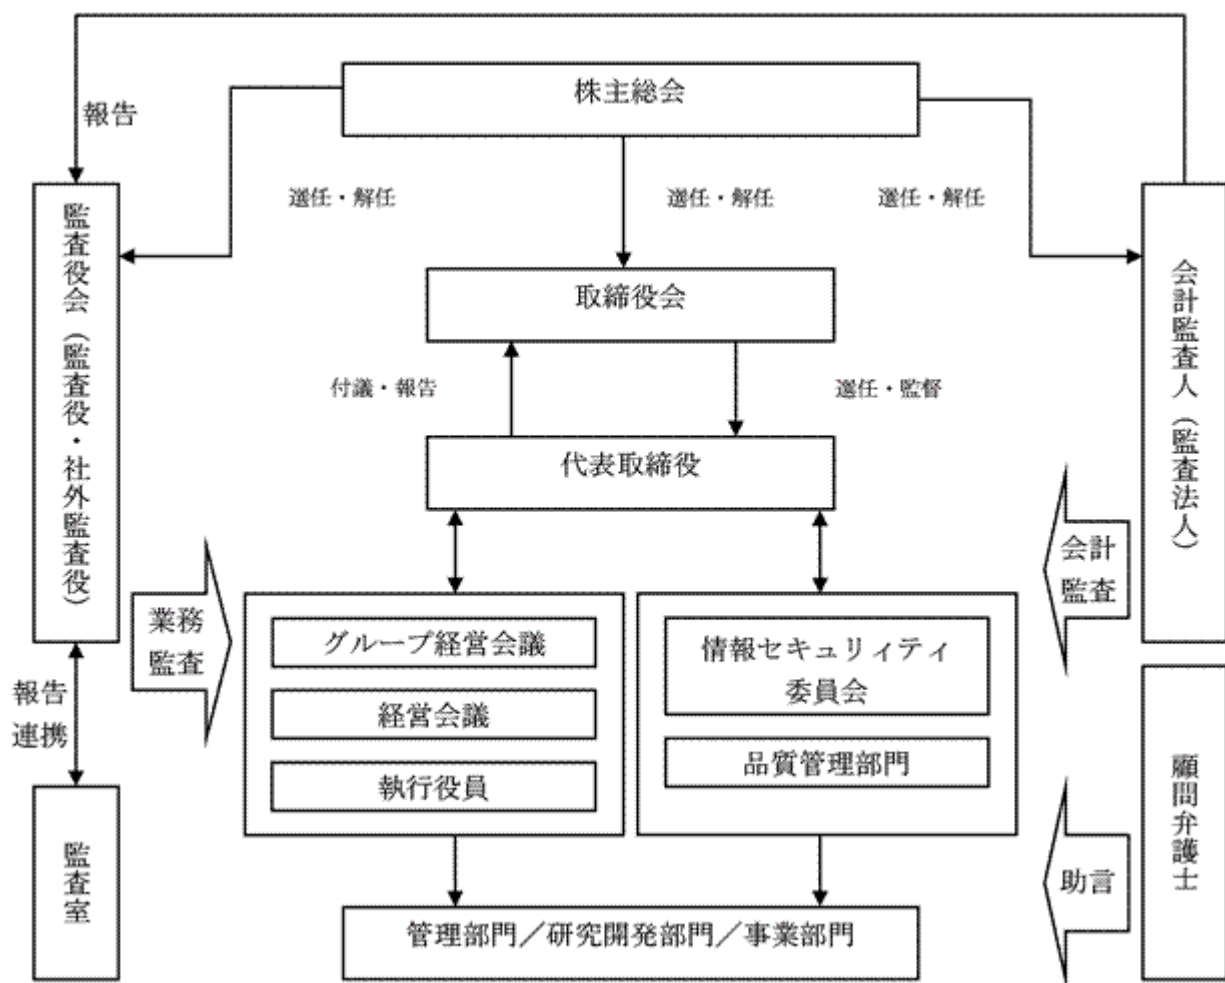 報告
株主総会
選任・解任
選任・解任
選任・解任
監査役会（監査役・社外監査役）
会計監査人（監査法人）
取締役会
付議・報告
選任・監督
代表取締役
業務
監査
会計
監査
グループ経営会議
経営会議
執行役員
情報セキュリティ
委員会
品質管理部門
報告
連携
監査室
顧問弁護士
助言
管理部門／研究開発部門／事業部門